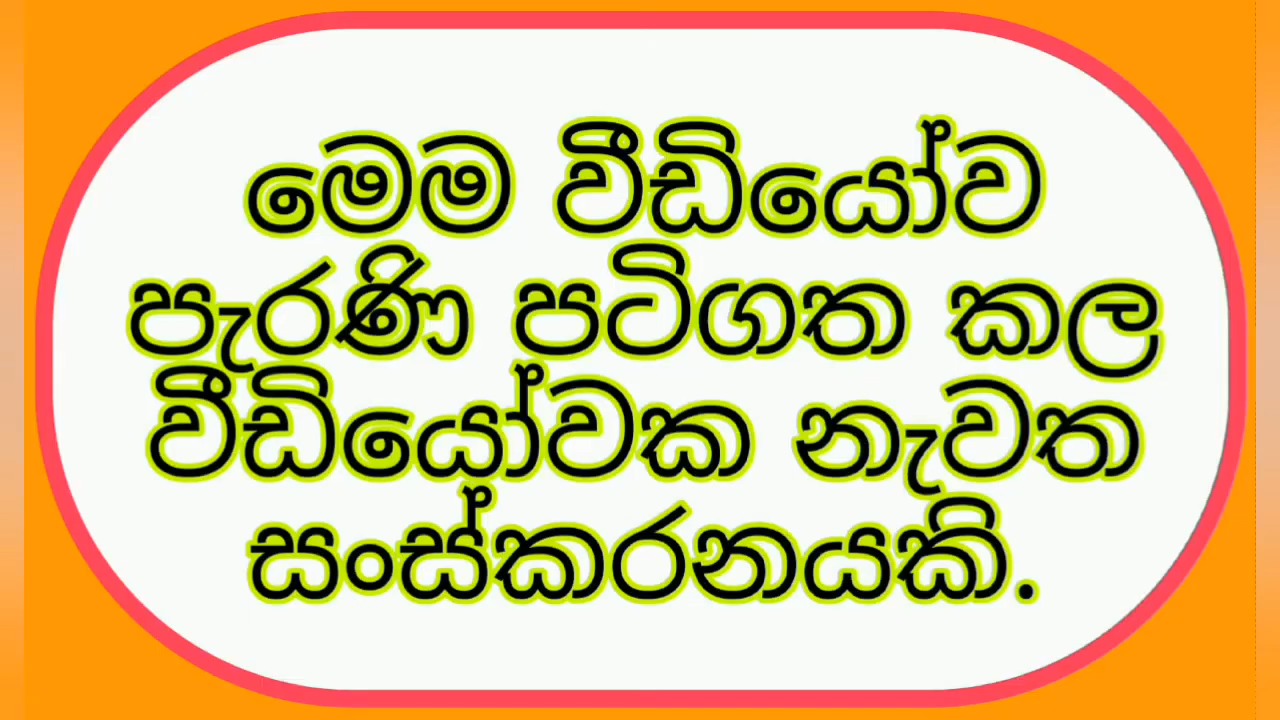 මෙම වීඩියෝව
පැරණි පටිගත කල
වීඩියෝවක නැවත
සංස්කරනයකි.